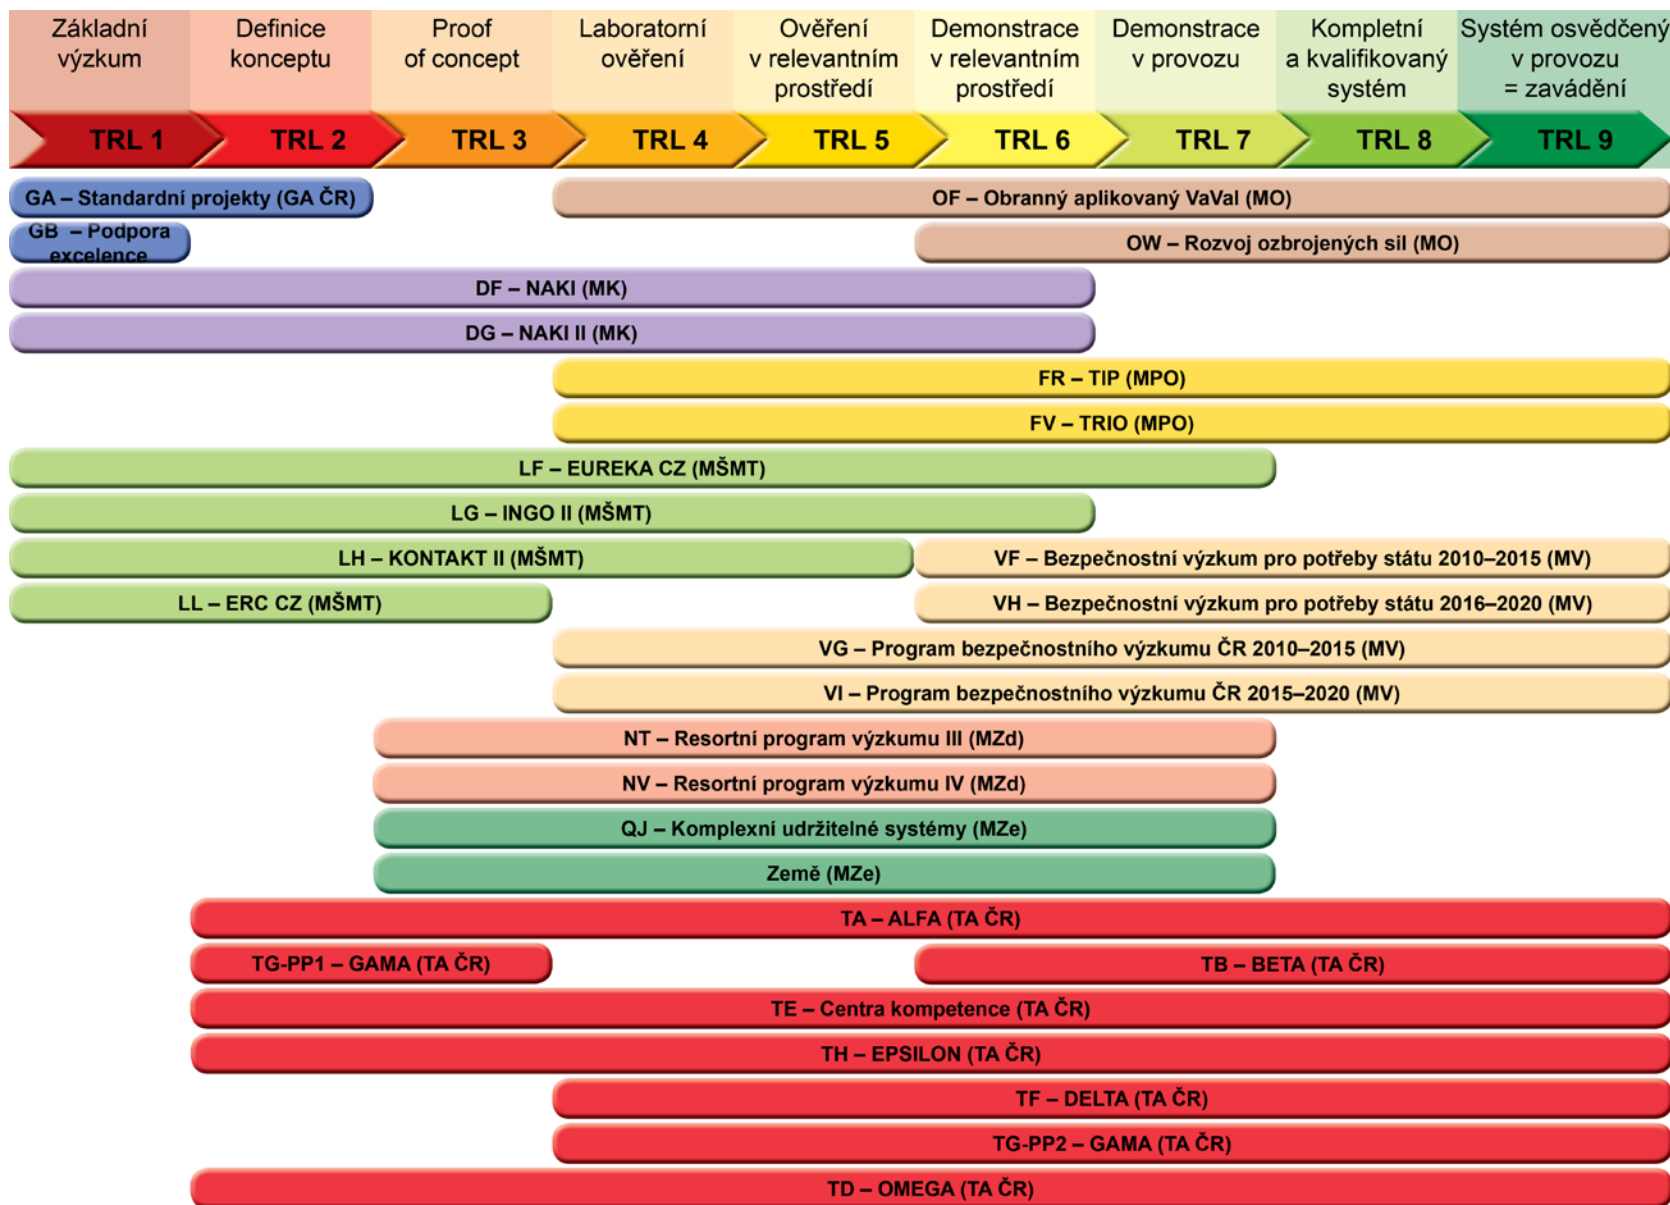 Základní
výzkum
Definice
konceptu
Proof
of concept
Laboratorní
ověření
Ověření
v relevantním
prostředí
Demonstrace
v relevantním
prostředí
Demonstrace
v provozu
Kompletní
a kvalifikovaný
systém
Systém osvědčený
v provozu
= zavádění
TRL 1
TRL 2
TRL 3
TRL 4
TRL 5
TRL 6
TRL 7
TRL 8
TRL 9
GA – Standardní projekty (GA ČR)
OF – Obranný aplikovaný VaVaI (MO)
GB – Podpora
excelence
OW – Rozvoj ozbrojených sil (MO)
DF – NAKI (MK)
DG – NAKI II (MK)
FR – TIP (MPO)
FV – TRIO (MPO)
LF – EUREKA CZ (MŠMT)
LG – INGO II (MŠMT)
LH – KONTAKT II (MŠMT)
VF – Bezpečnostní výzkum pro potřeby státu 2010–2015 (MV)
LL – ERC CZ (MŠMT)
VH – Bezpečnostní výzkum pro potřeby státu 2016–2020 (MV)
VG – Program bezpečnostního výzkumu ČR 2010–2015 (MV)
VI – Program bezpečnostního výzkumu ČR 2015–2020 (MV)
NT – Resortní program výzkumu III (MZd)
NV – Resortní program výzkumu IV (MZd)
QJ – Komplexní udržitelné systémy (MZe)
Země (MZe)
TA – ALFA (TA ČR)
TG-PP1 – GAMA (TA ČR)
TB – BETA (TA ČR)
TE – Centra kompetence (TA ČR)
TH – EPSILON (TA ČR)
TF – DELTA (TA ČR)
TG-PP2 – GAMA (TA ČR)
TD – OMEGA (TA ČR)